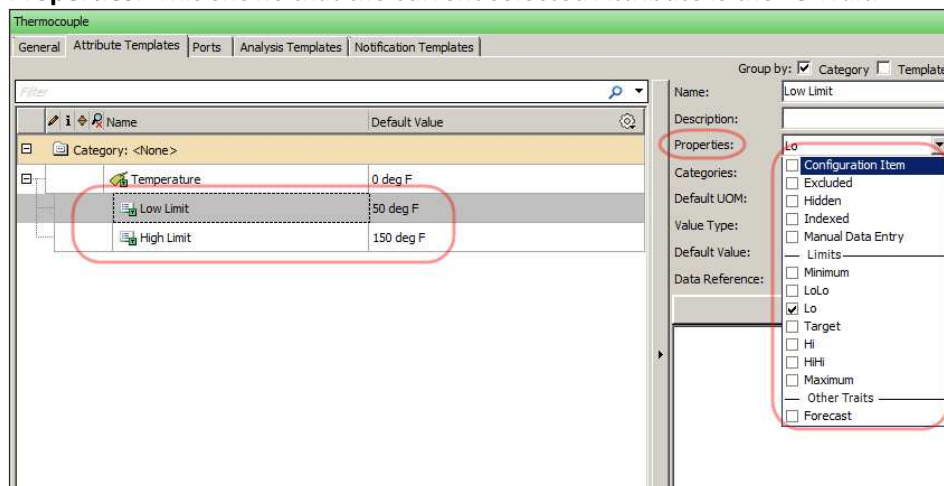 Thermocouple
General Attribute Templates Ports Analysis Templates Notification Templates
Group by: Category Template
Filter
Name Default Value
Name: Low Limit
Description:
Category: <None>
Properties: Lo
Temperature 0 deg F
Categories:
Low Limit 50 deg F
Default UOM:
High Limit 150 deg F
Value Type:
Default Value:
Data Reference:
Configuration Item
Excluded
Hidden
Indexed
Manual Data Entry
Limits
Minimum
LoLo
Lo
Target
Hi
HiHi
Maximum
Other Traits
Forecast